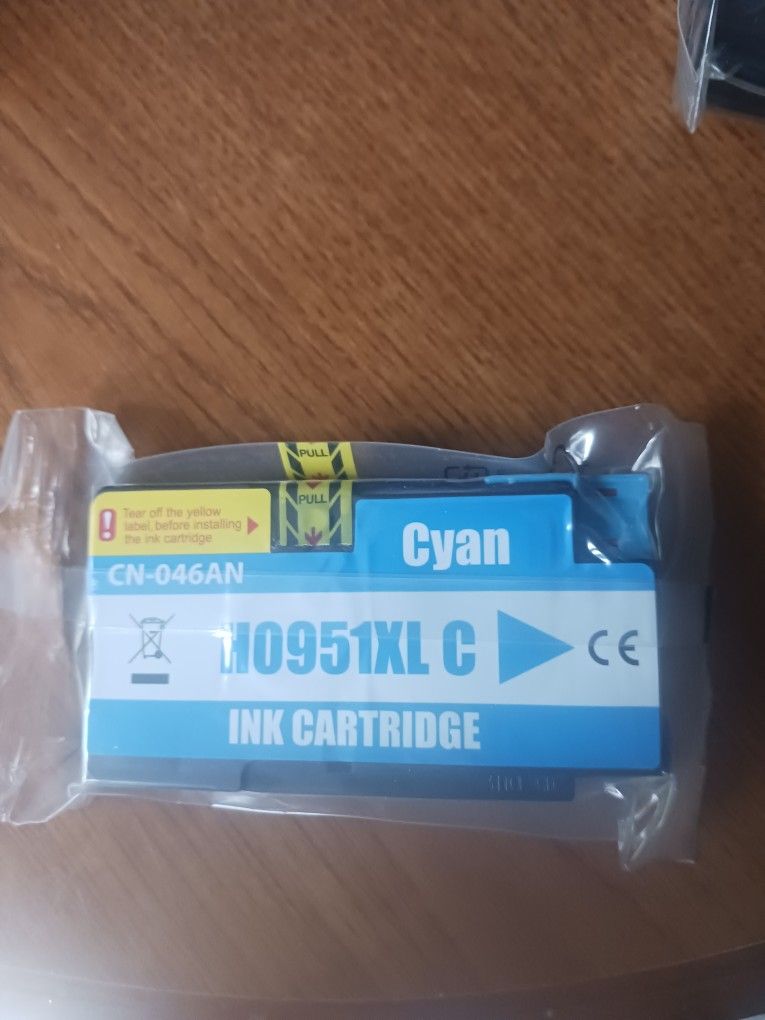 PULL
PULL
Tear off the yellow
label, before installing
the ink cartridge
Cyan
CN-046AN
H0951XL C
CE
INK CARTRIDGE